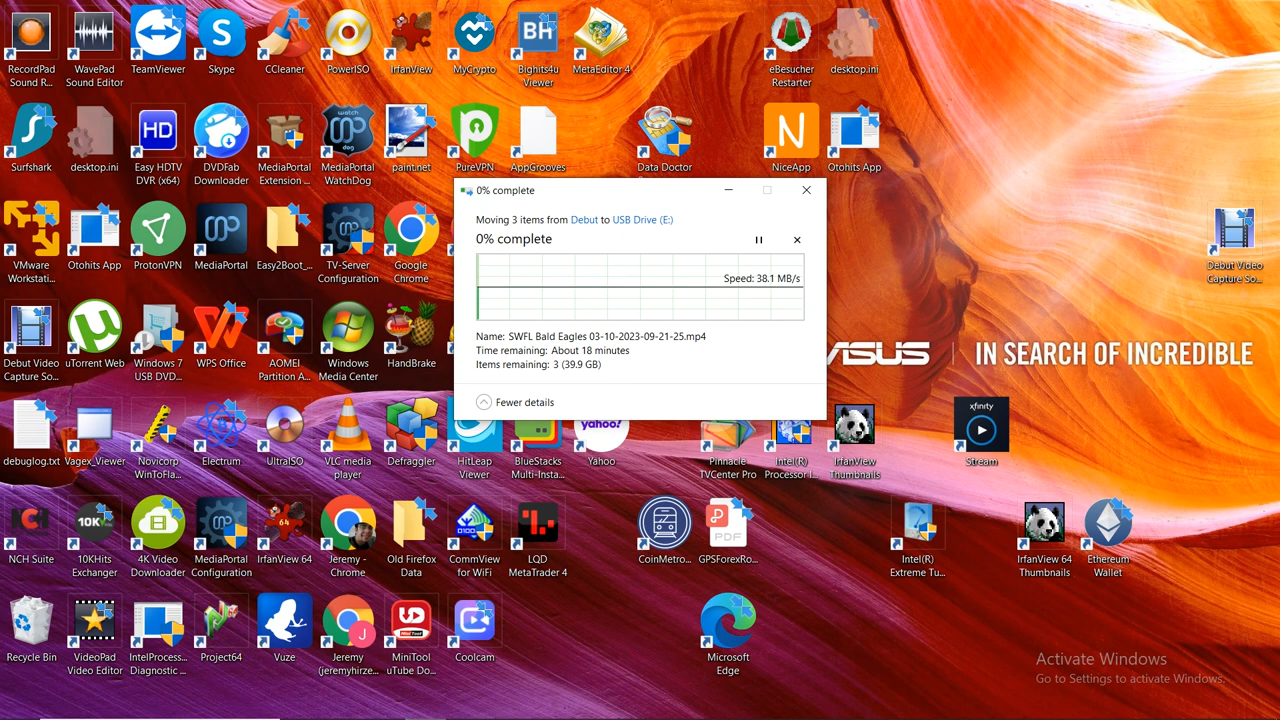 RecordPad
Sound R...
WavePad
Sound Editor
TeamViewer
S
Skype
CCleaner
PowerISO
IrfanView
MyCrypto
BH
Bighits4u
Viewer
MetaEditor 4
eBesucher
Restarter
desktop.ini
Surfshark
desktop.ini
HD
Easy HDTV
DVR (x64)
DVDFab
Downloader
MediaPortal
Extension ...
watch
dog
MediaPortal
WatchDog
paint.net
PureVPN
AppGrooves
Data Doctor
N
NiceApp
Otohits App
0% complete
Moving 3 items from Debut to USB Drive (E:)
0% complete
Speed: 38.1 MB/s
Name: SWFL Bald Eagles 03-10-2023-09-21-25.mp4
Time remaining: About 18 minutes
Items remaining: 3 (39.9 GB)
Fewer details
VMware
Workstati...
Otohits App
ProtonVPN
MediaPortal
Easy2Boot_...
TV-Server
Configuration
Google
Chrome
Debut Video
Capture So...
Debut Video
Capture So...
uTorrent Web
Windows 7
USB DVD...
WPS Office
AOMEI
Partition A...
Windows
Media Center
HandBrake
ASUS
IN SEARCH OF INCREDIBLE
debuglog.txt
Vagex_Viewer
Novicorp
WinToFla...
Electrum
UltraISO
VLC media
player
Defraggler
HitLeap
Viewer
BlueStacks
Multi-Insta...
yahoo!
Yahoo
Pinnacle
TVCenter Pro
Intel(R)
Processor I...
IrfanView
Thumbnails
xfinity
Stream
NCH
NCH Suite
10KHits
Exchanger
4K Video
Downloader
MediaPortal
Configuration
64
IrfanView 64
Jeremy -
Chrome
Old Firefox
Data
CommView
for WiFi
LQD
MetaTrader 4
CoinMetro...
PDF
GPSForexRo...
Intel(R)
Extreme Tu...
IrfanView 64
Thumbnails
Ethereum
Wallet
Recycle Bin
VideoPad
Video Editor
IntelProcess...
Diagnostic ...
Project64
Vuze
J
Jeremy
(jeremyhirze...
UD
MiniTool
MiniTool
uTube Do...
Coolcam
Microsoft
Edge
Activate Windows
Go to Settings to activate Windows.